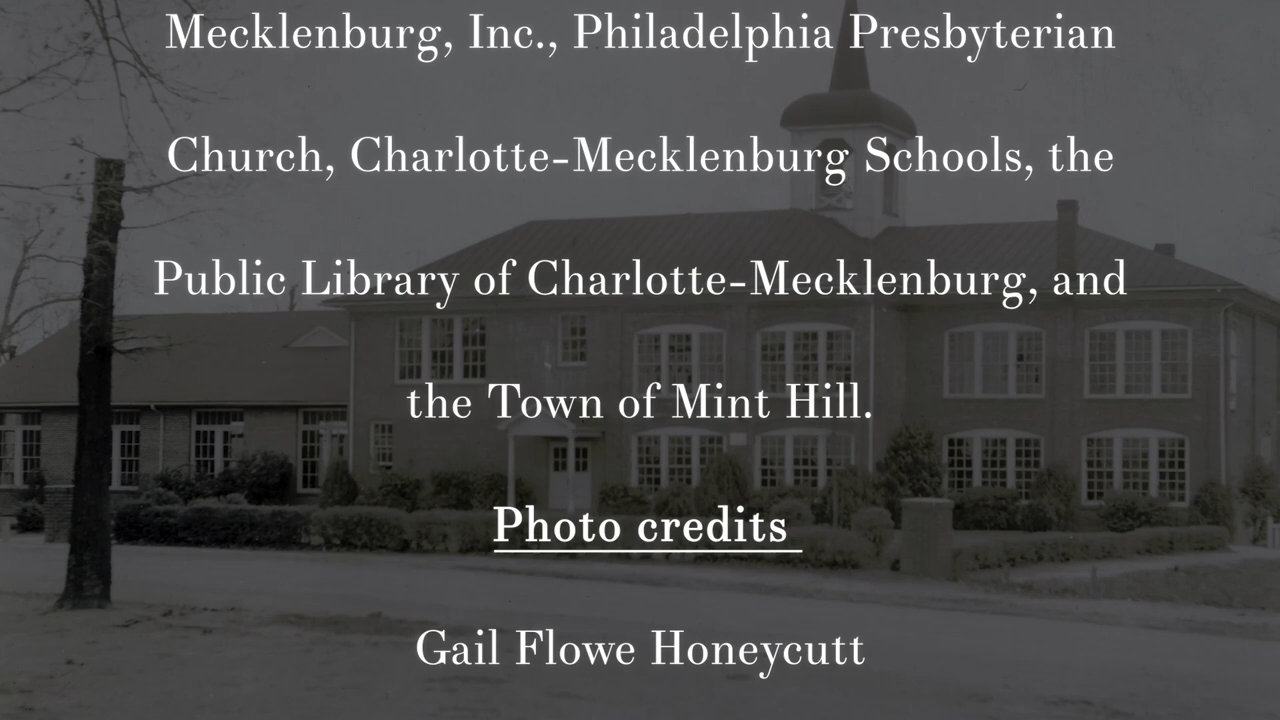 Mecklenburg, Inc., Philadelphia Presbyterian
Church, Charlotte-Mecklenburg Schools, the
Public Library of Charlotte-Mecklenburg, and
the Town of Mint Hill.
Photo credits
Gail Flowe Honeycutt